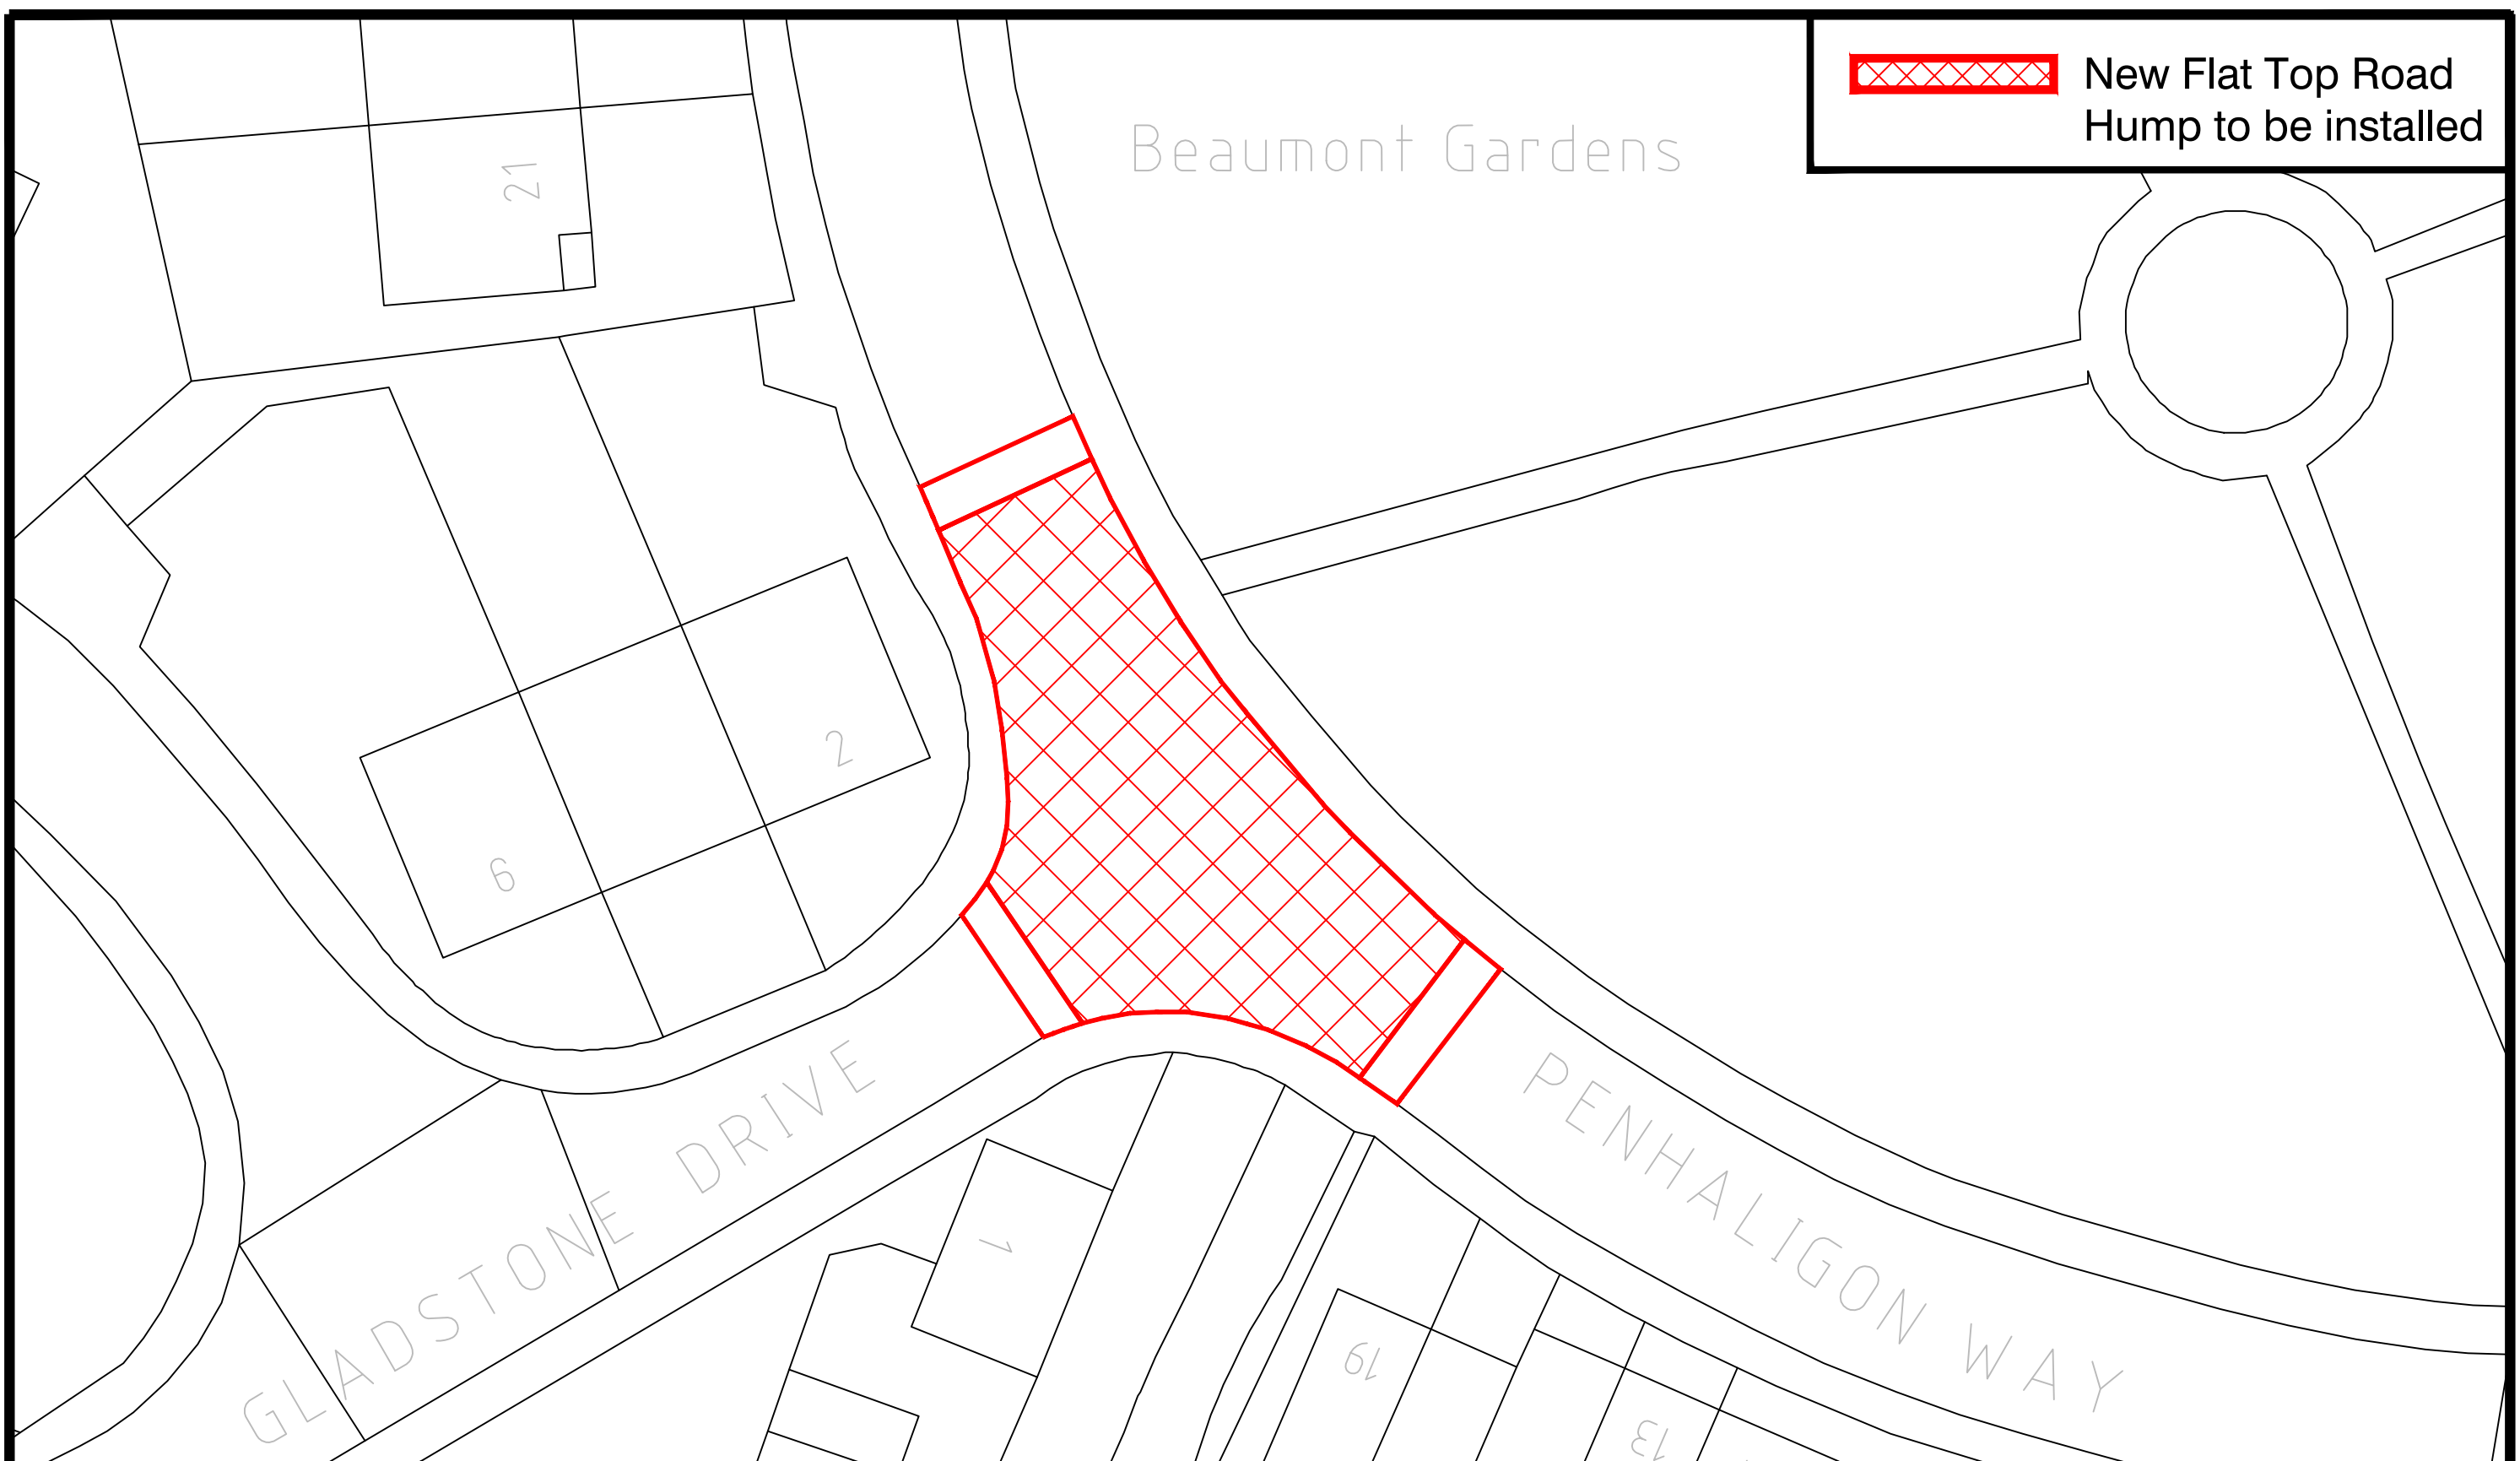 New Flat Top Road
Hump to be installed
Beaumont Gardens
21
2
6
GLADSTONE DRIVE
PENHALIGON WAY
1
19
13